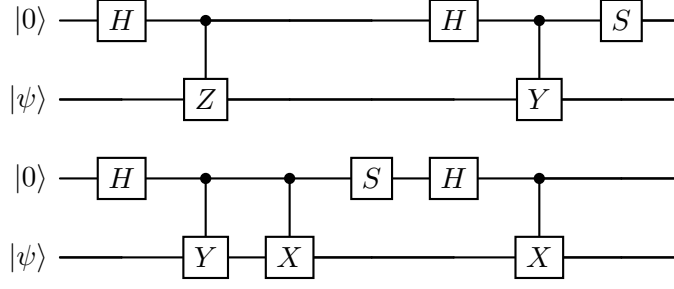 |0⟩ H H S
|ψ⟩ Z Y
|0⟩ H S H
|ψ⟩ Y X X